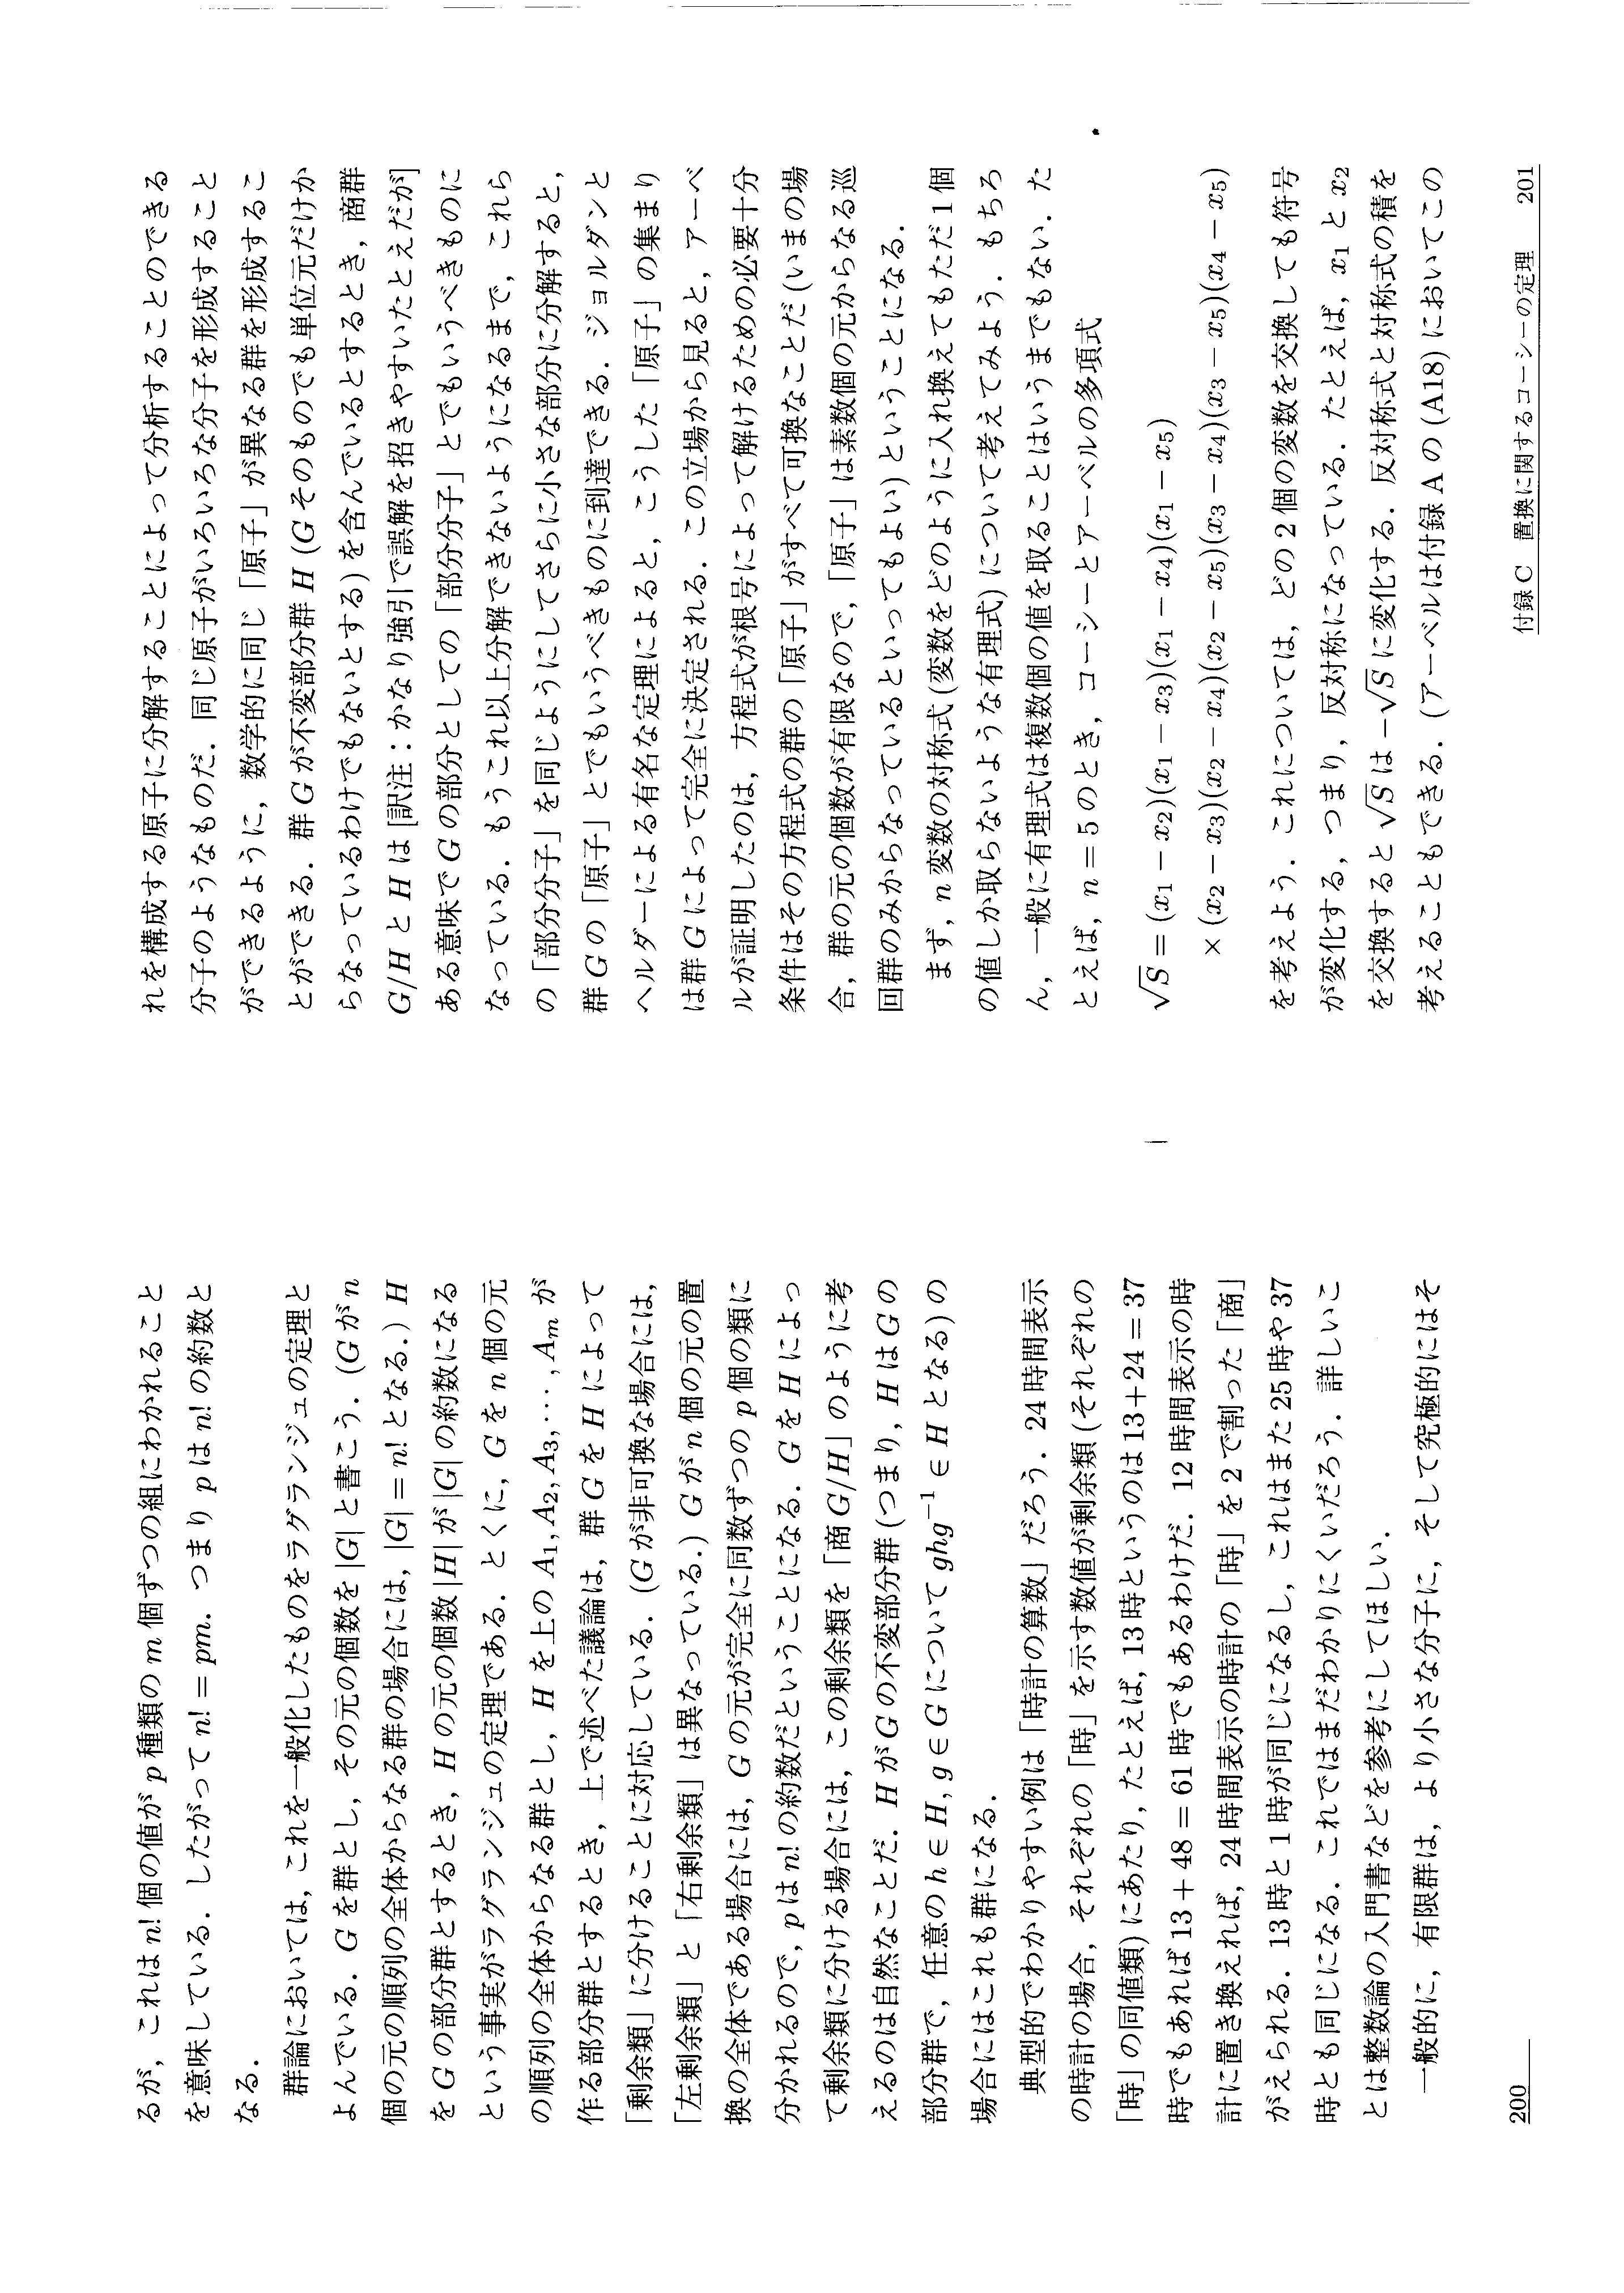 るが，これは n! 個の値が p 種類の m 個ずつの組にわかれること
を意味している．したがって n! = pm．つまり p は n! の約数と
なる．
群論においては，これを一般化したものをラグランジュの定理と
よんでいる．G を群とし，その元の個数を |G| と書こう．(G が n
個の元の順列の全体からなる群の場合には，|G| = n! となる．) H
を G の部分群とするとき，H の元の個数 |H| が |G| の約数になる
という事実がラグランジュの定理である．とくに，G を n 個の元
の順列の全体からなる群とし，H を上の A₁, A₂, A₃, ⋯, Aₘ が
作る部分群とするとき，上で述べた議論は，群 G を H によって
「剰余類」に分けることに対応している．(G が非可換な場合には，
「左剰余類」と「右剰余類」は異なっている．) G が n 個の元の置
換の全体である場合には，G の元が完全に同数ずつの p 個の類に
分かれるので，p は n! の約数だということになる．G を H によっ
て剰余類に分ける場合には，この剰余類を「商 G/H」のように考
えるのは自然なことだ．H が G の不変部分群 (つまり，H は G の
部分群で，任意の h ∈ H, g ∈ G について ghg⁻¹ ∈ H となる) の
場合にはこれも群になる．
典型的でわかりやすい例は「時計の算数」だろう．24 時間表示
の時計の場合，それぞれの「時」を示す数値が剰余類 (それぞれの
「時」の同値類) にあたり，たとえば，13 時というのは 13+24 = 37
時でもあれば 13 + 48 = 61 時でもあるわけだ．12 時間表示の時
計に置き換えれば，24 時間表示の時計の「時」を 2 で割った「商」
がえられる．13 時と 1 時が同じになるし，これはまた 25 時や 37
時とも同じになる．これではまだわかりにくいだろう．詳しいこ
とは整数論の入門書などを参考にしてほしい．
一般的に，有限群は，より小さな分子に，そして究極的にはそ
200
れを構成する原子に分解することによって分析することのできる
分子のようなものだ．同じ原子がいろいろな分子を形成すること
ができるように，数学的に同じ「原子」が異なる群を形成するこ
とができる．群 G が不変部分群 H (G そのものでも単位元だけか
らなっているわけでもないとする) を含んでいるとするとき，商群
G/H と H は [訳注：かなり強引で誤解を招きやすいたとえだが]
ある意味で G の部分としての「部分分子」とでもいうべきものに
なっている．もうこれ以上分解できないようになるまで，これら
の「部分分子」を同じようにしてさらに小さな部分に分解すると，
群 G の「原子」とでもいうべきものに到達できる．ジョルダンと
ヘルダーによる有名な定理によると，こうした「原子」の集まり
は群 G によって完全に決定される．この立場から見ると，アーベ
ルが証明したのは，方程式が根号によって解けるための必要十分
条件はその方程式の群の「原子」がすべて可換なことだ (いまの場
合，群の元の個数が有限なので，「原子」は素数個の元からなる巡
回群のみからなっているといってもよい) ということになる．
まず，n 変数の対称式 (変数をどのように入れ換えてもただ 1 個
の値しか取らないような有理式) について考えてみよう．もちろ
ん，一般に有理式は複数個の値を取ることはいうまでもない．た
とえば，n = 5 のとき，コーシーとアーベルの多項式
√S = (x₁ − x₂)(x₁ − x₃)(x₁ − x₄)(x₁ − x₅)
× (x₂ − x₃)(x₂ − x₄)(x₂ − x₅)(x₃ − x₄)(x₃ − x₅)(x₄ − x₅)
を考えよう．これについては，どの 2 個の変数を交換しても符号
が変化する，つまり，反対称になっている．たとえば，x₁ と x₂
を交換すると √S は −√S に変化する．反対称式と対称式の積を
考えることもできる．(アーベルは付録 A の (A18) においてこの
付録 C 置換に関するコーシーの定理 201